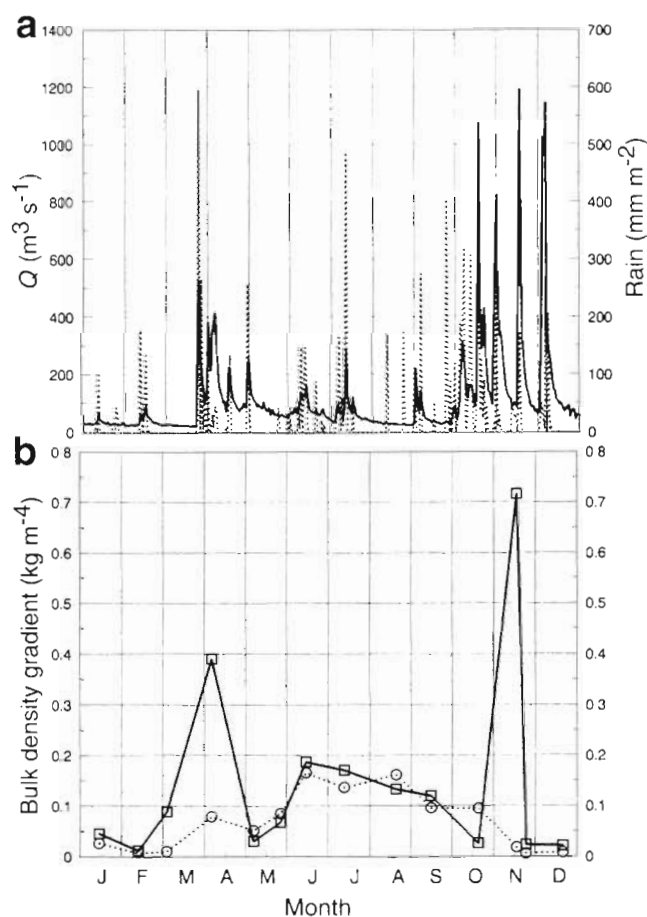 a
1400 700
1200 600
1000 500
800 400
600 300
400 200
200 100
0 0
Q (m³ s⁻¹)
Rain (mm m⁻²)
b
0.8 0.8
0.7 0.7
0.6 0.6
0.5 0.5
0.4 0.4
0.3 0.3
0.2 0.2
0.1 0.1
0 0
Bulk density gradient (kg m⁻⁴)
J F M A M J J A S O N D
Month